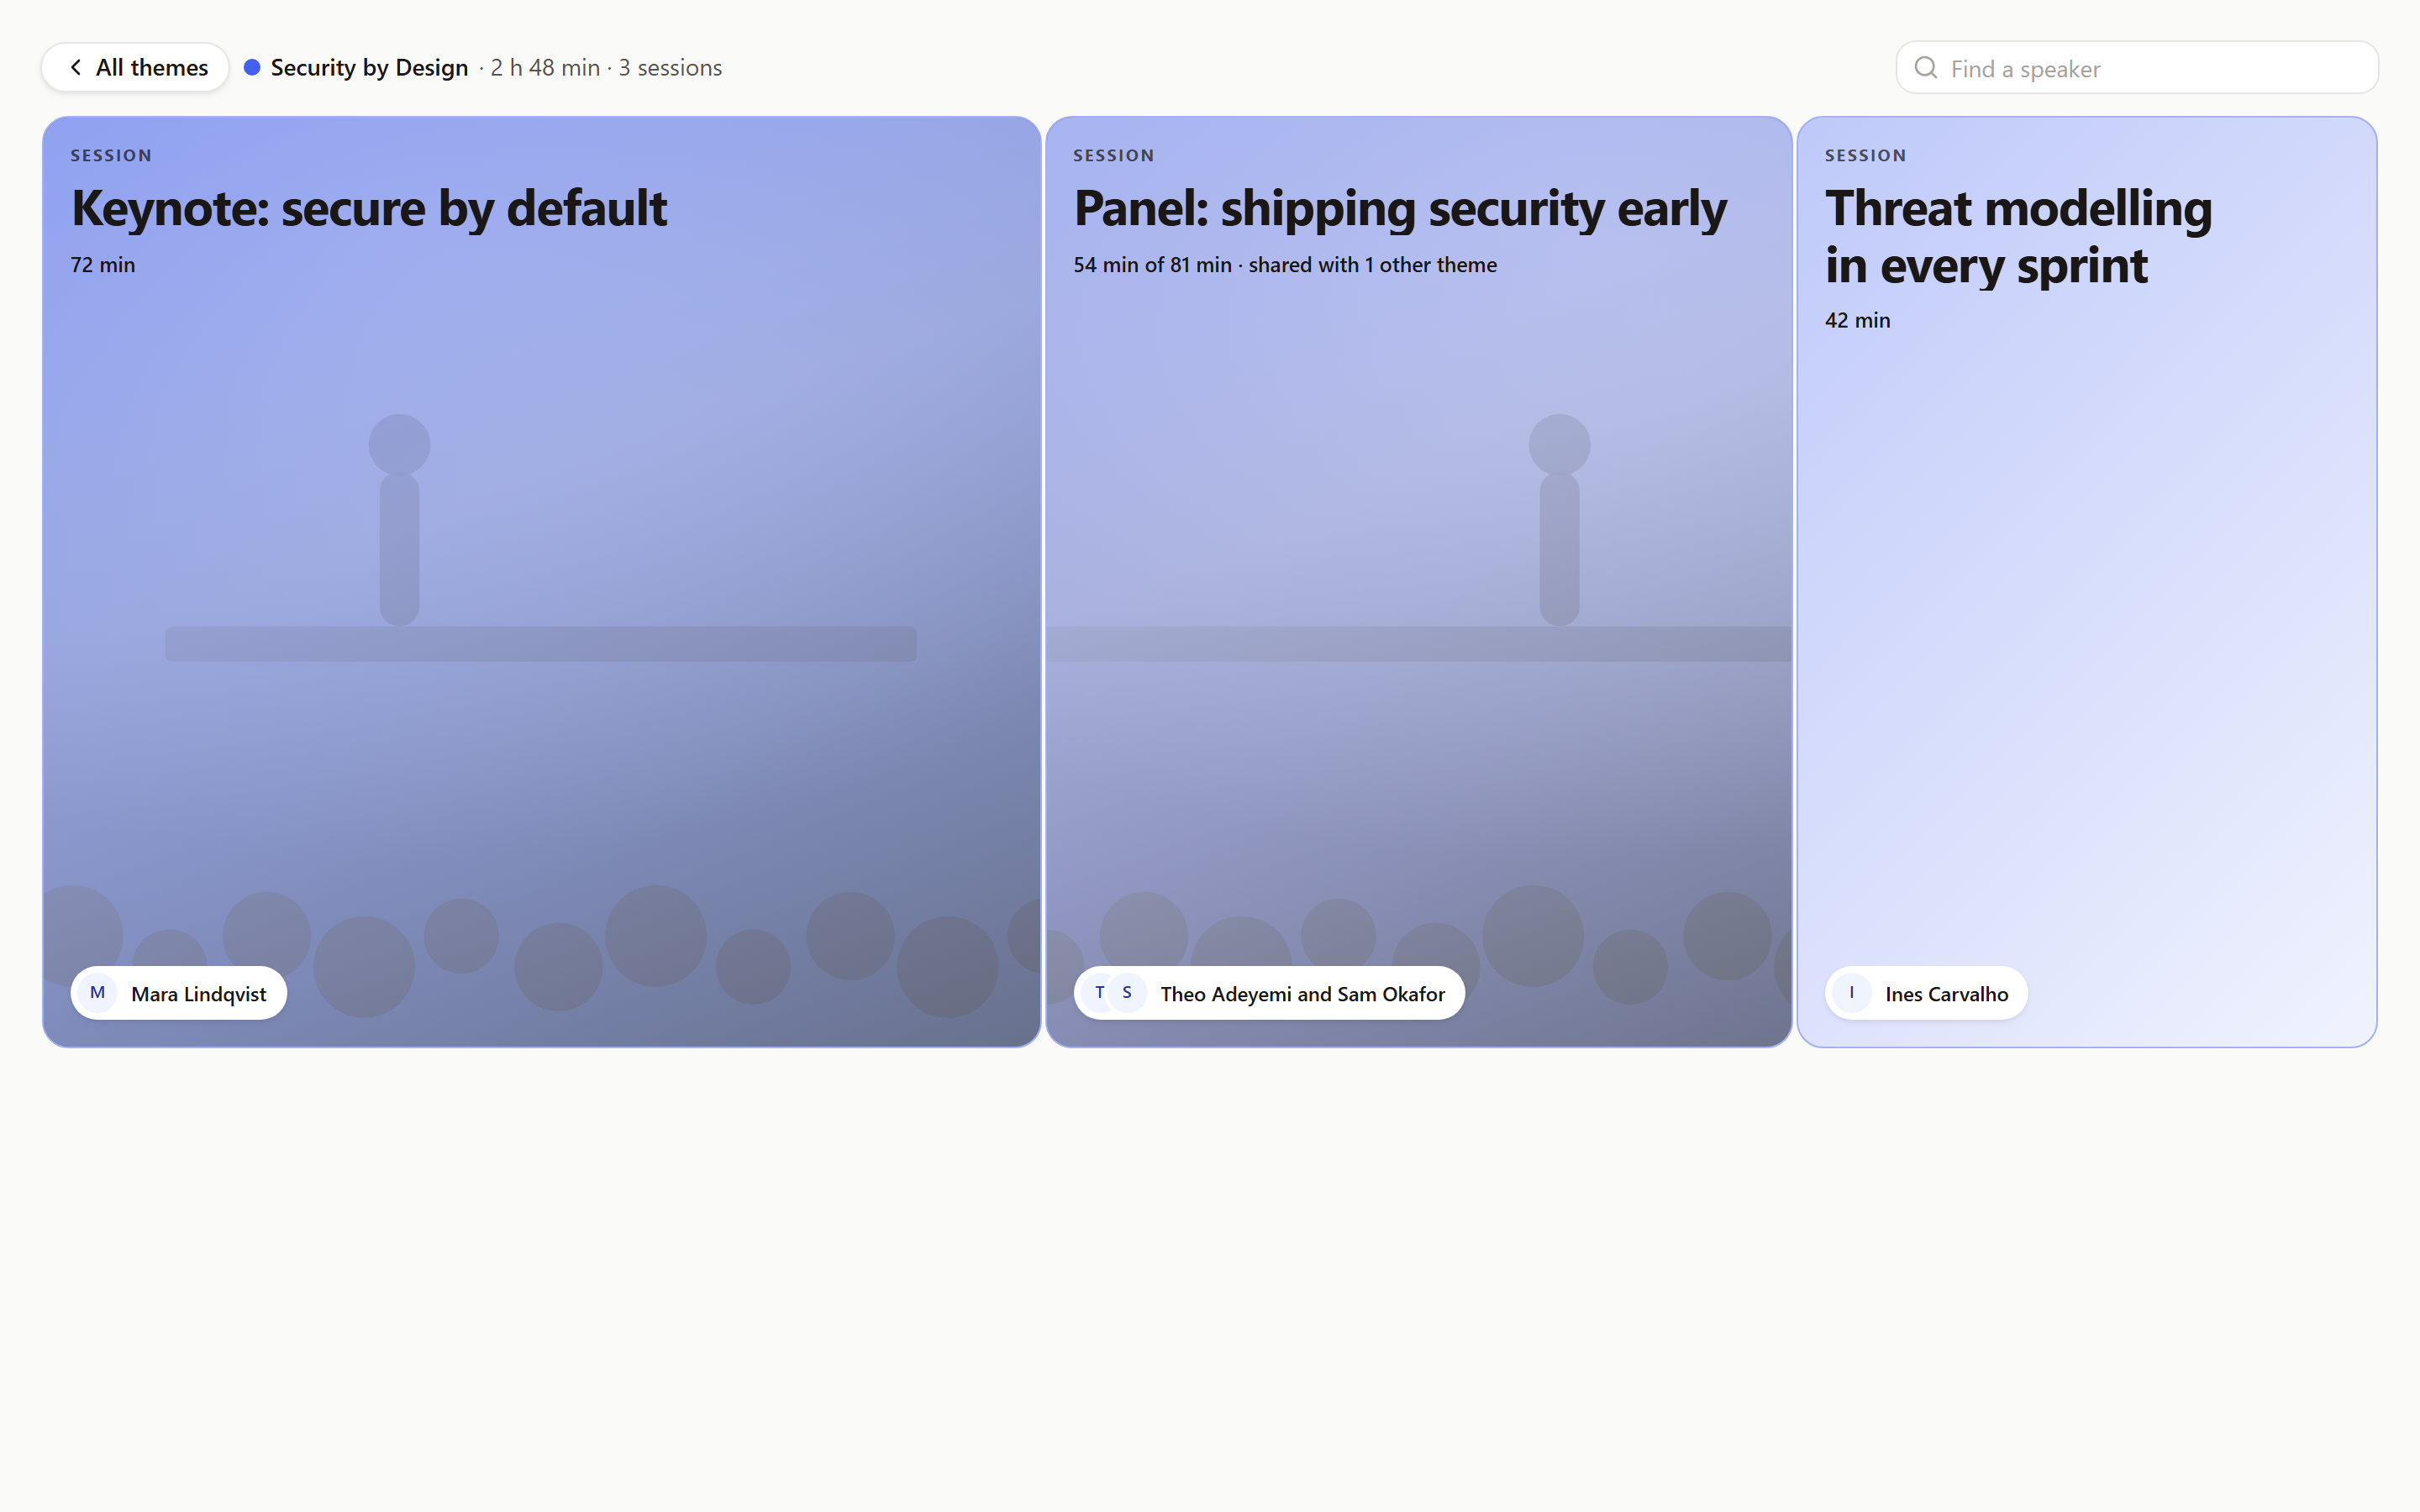 All themes
Security by Design · 2 h 48 min · 3 sessions
Find a speaker
SESSION
Keynote: secure by default
72 min
M Mara Lindqvist
SESSION
Panel: shipping security early
54 min of 81 min · shared with 1 other theme
T S Theo Adeyemi and Sam Okafor
SESSION
Threat modelling
in every sprint
42 min
I Ines Carvalho